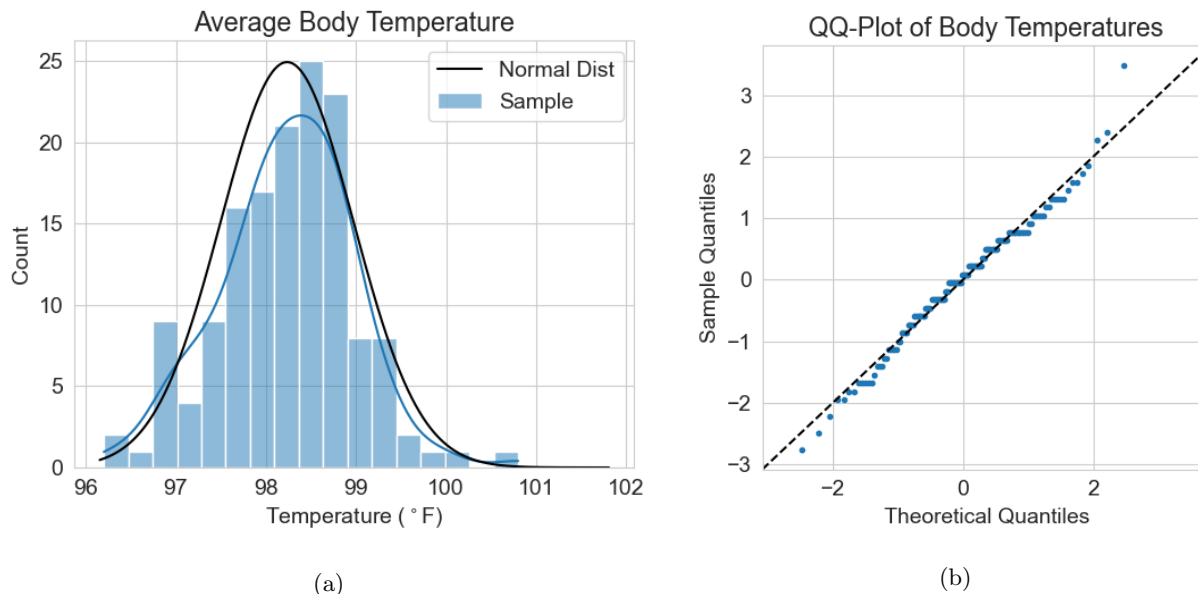 Average Body Temperature
25
20
15
10
5
0
Count
Normal Dist
Sample
96 97 98 99 100 101 102
Temperature (°F)
(a)
QQ-Plot of Body Temperatures
3
2
1
0
−1
−2
−3
Sample Quantiles
−2 0 2
Theoretical Quantiles
(b)